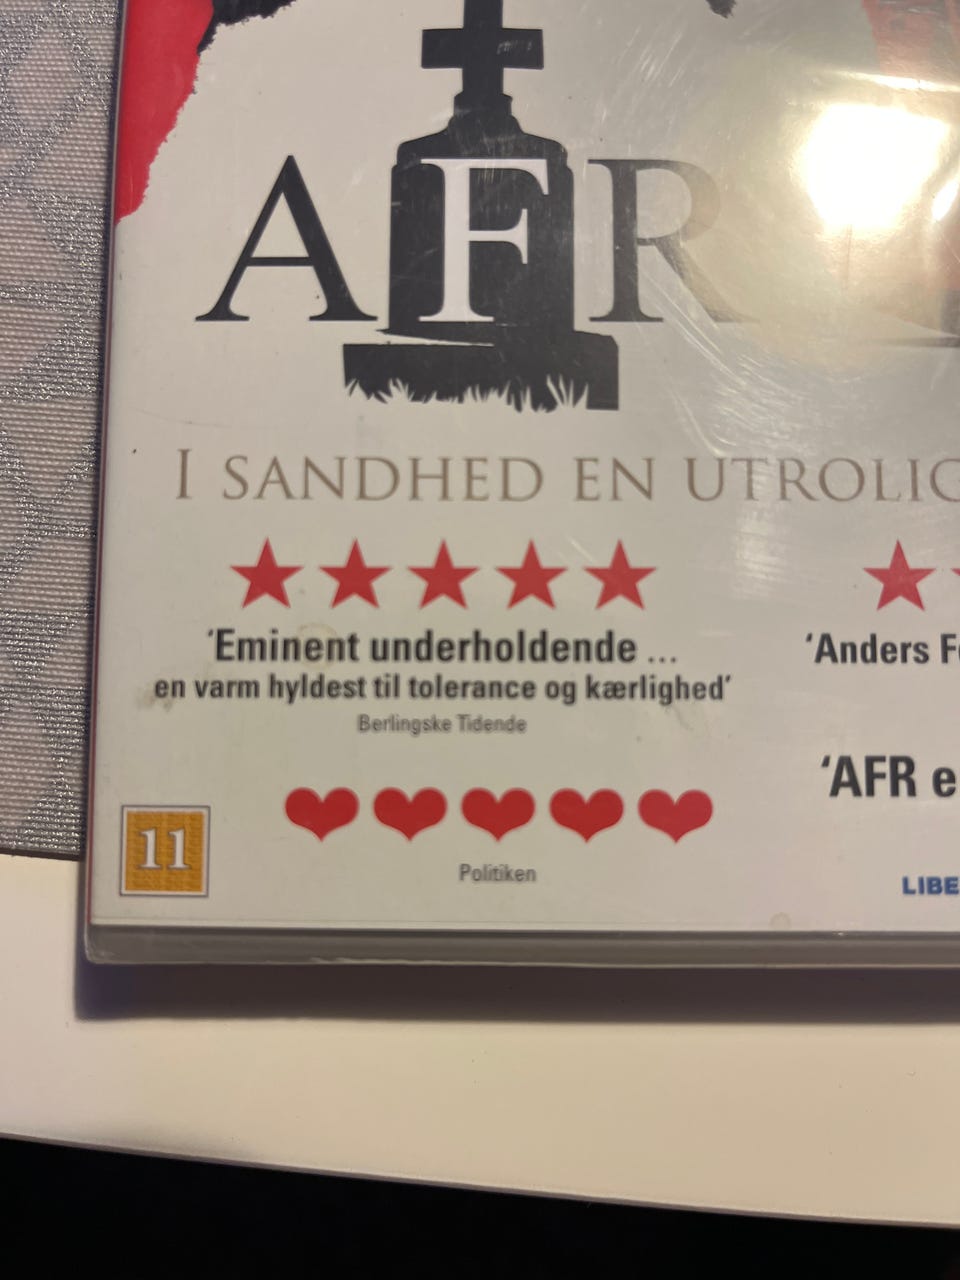 AFR
I SANDHED EN UTROLIG
'Eminent underholdende ...
en varm hyldest til tolerance og kærlighed'
Berlingske Tidende
'Anders
'AFR e
11
Politiken
LIBE